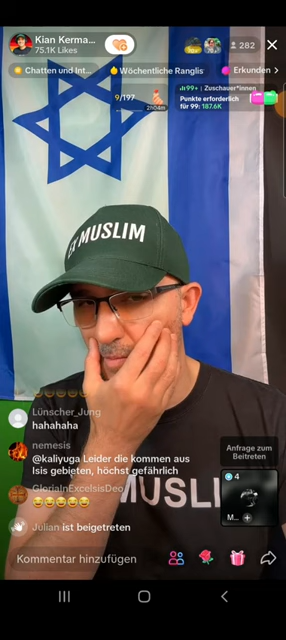 Kian Kerma...
75.1K Likes
282
Chatten und Int...
Wöchentliche Ranglis
Erkunden
9/197
2h04m
99+ | Zuschauer*innen
Punkte erforderlich
für 99: 187.6K
EX MUSLIM
Lünscher_Jung
hahahaha
nemesis
@kaliyuga Leider die kommen aus
Isis gebieten, höchst gefährlich
GloriaInExcelsisDeo
MUSLI
Julian ist beigetreten
Anfrage zum
Beitreten
4
M...
Kommentar hinzufügen